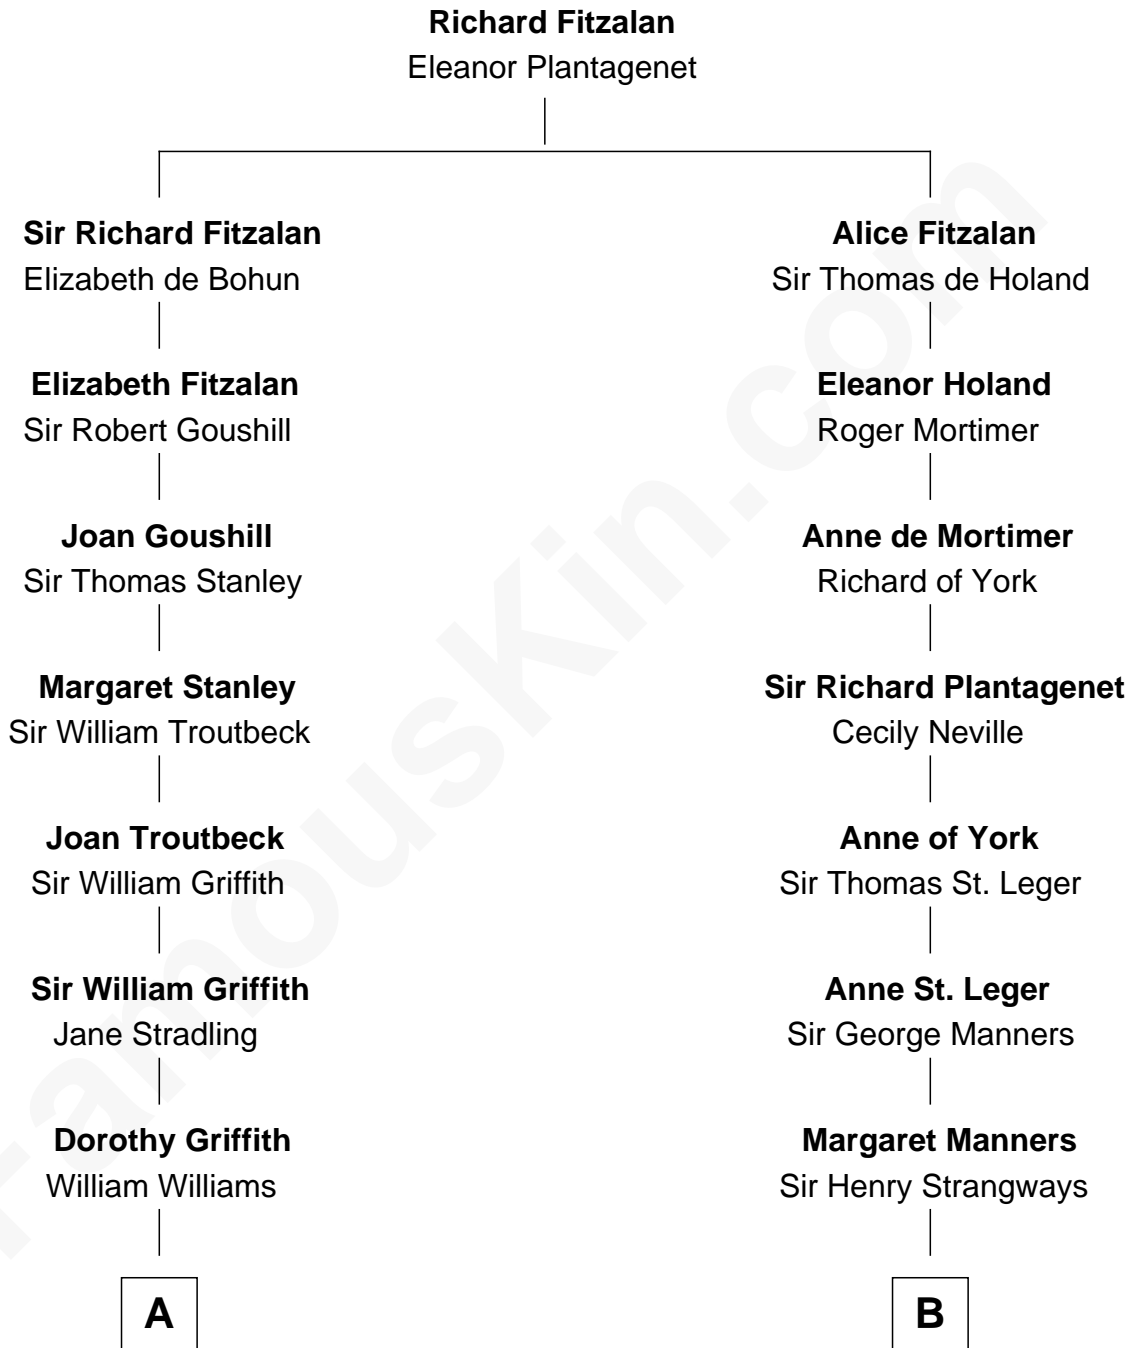 Richard Fitzalan
Eleanor Plantagenet
Sir Richard Fitzalan
Elizabeth de Bohun
Alice Fitzalan
Sir Thomas de Holand
Elizabeth Fitzalan
Sir Robert Goushill
Eleanor Holand
Roger Mortimer
Joan Goushill
Sir Thomas Stanley
Anne de Mortimer
Richard of York
Margaret Stanley
Sir William Troutbeck
Sir Richard Plantagenet
Cecily Neville
Joan Troutbeck
Sir William Griffith
Anne of York
Sir Thomas St. Leger
Sir William Griffith
Jane Stradling
Anne St. Leger
Sir George Manners
Dorothy Griffith
William Williams
Margaret Manners
Sir Henry Strangways
A
B
FamousKin.com